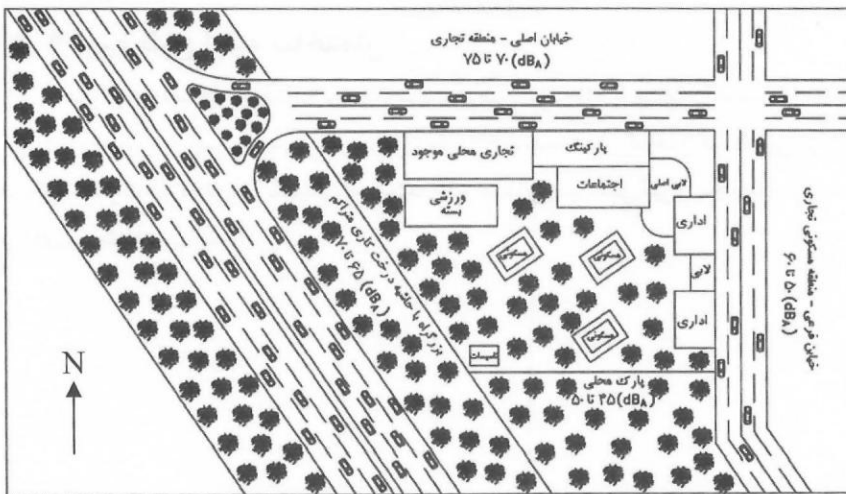 خیابان اصلی - منطقه تجاری
۷۰ تا ۷۵ (dBA)
تجاری محلی موجود
پارکینگ
لابی اصلی
اجتماعات
ورزشی
بسته
اداری
مسکونی
مسکونی
لابی
اداری
مسکونی
تاسیسات
بزرگراه با حاشیه درخت کاری متراکم
۶۵ تا ۷۰ (dBA)
خیابان فرعی - منطقه مسکونی تجاری
۵۰ تا ۶۰ (dBA)
پارک محلی
۴۵ تا ۵۰ (dBA)
N